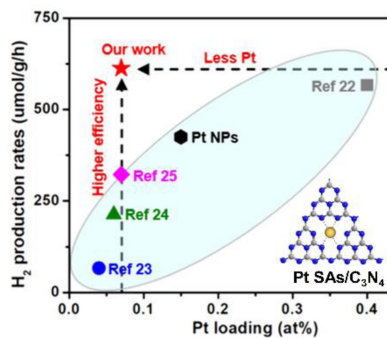 750
500
250
0
H₂ production rates (umol/g/h)
Our work
Less Pt
Higher efficiency
Ref 22
Pt NPs
Ref 25
Ref 24
Ref 23
Pt SAs/C₃N₄
0.0 0.1 0.2 0.3 0.4
Pt loading (at%)